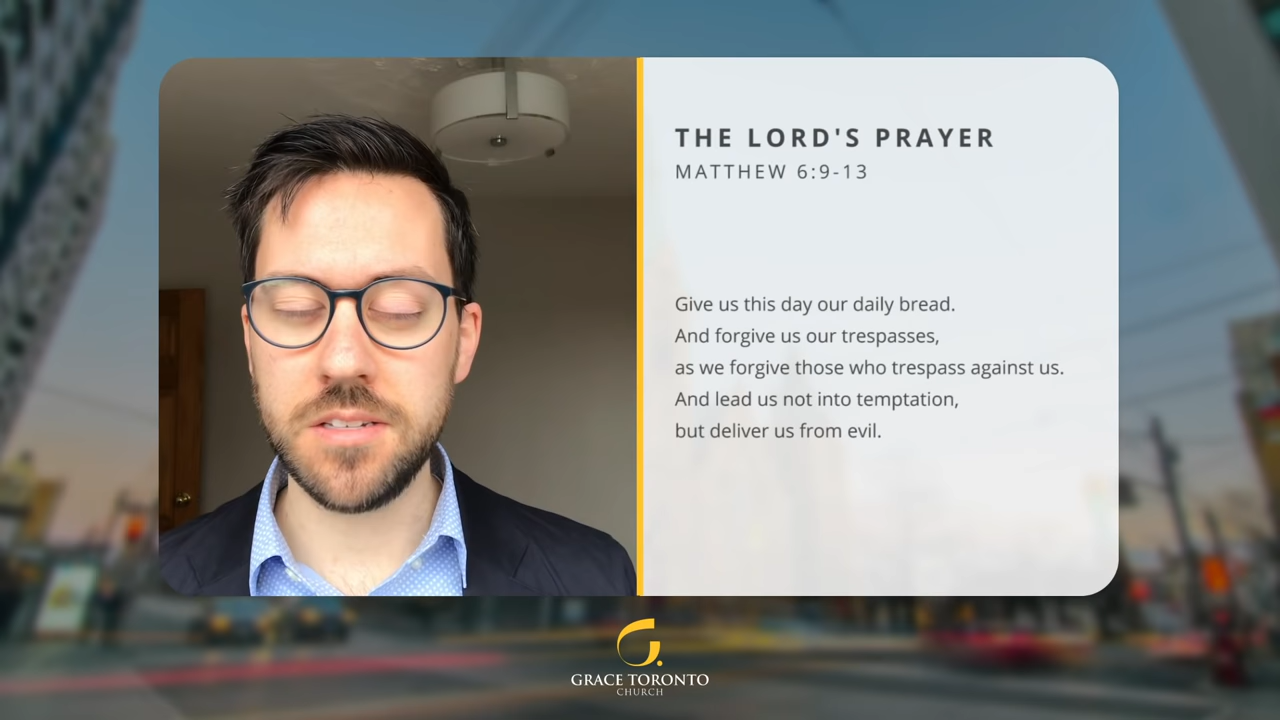 THE LORD'S PRAYER
MATTHEW 6:9-13
Give us this day our daily bread.
And forgive us our trespasses,
as we forgive those who trespass against us.
And lead us not into temptation,
but deliver us from evil.
GRACE TORONTO
CHURCH